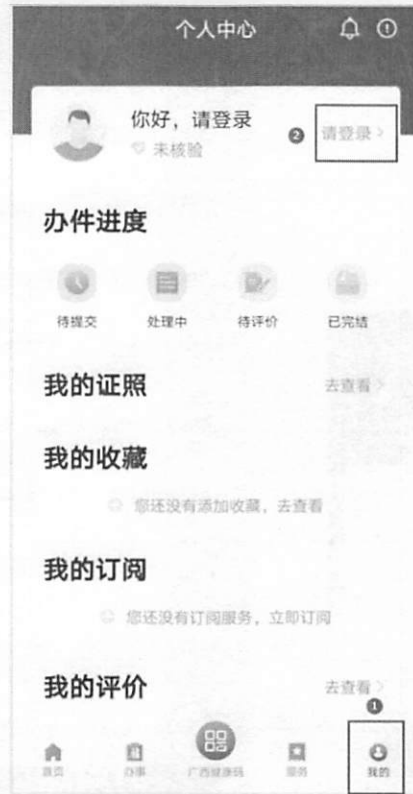 个人中心
你好，请登录
未核验
❷
请登录 >
办件进度
待提交 处理中 待评价 已完结
我的证照 去查看 >
我的收藏
您还没有添加收藏，去查看
我的订阅
您还没有订阅服务，立即订阅
我的评价 去查看 >
❶
首页 办事 广西健康码 服务 我的